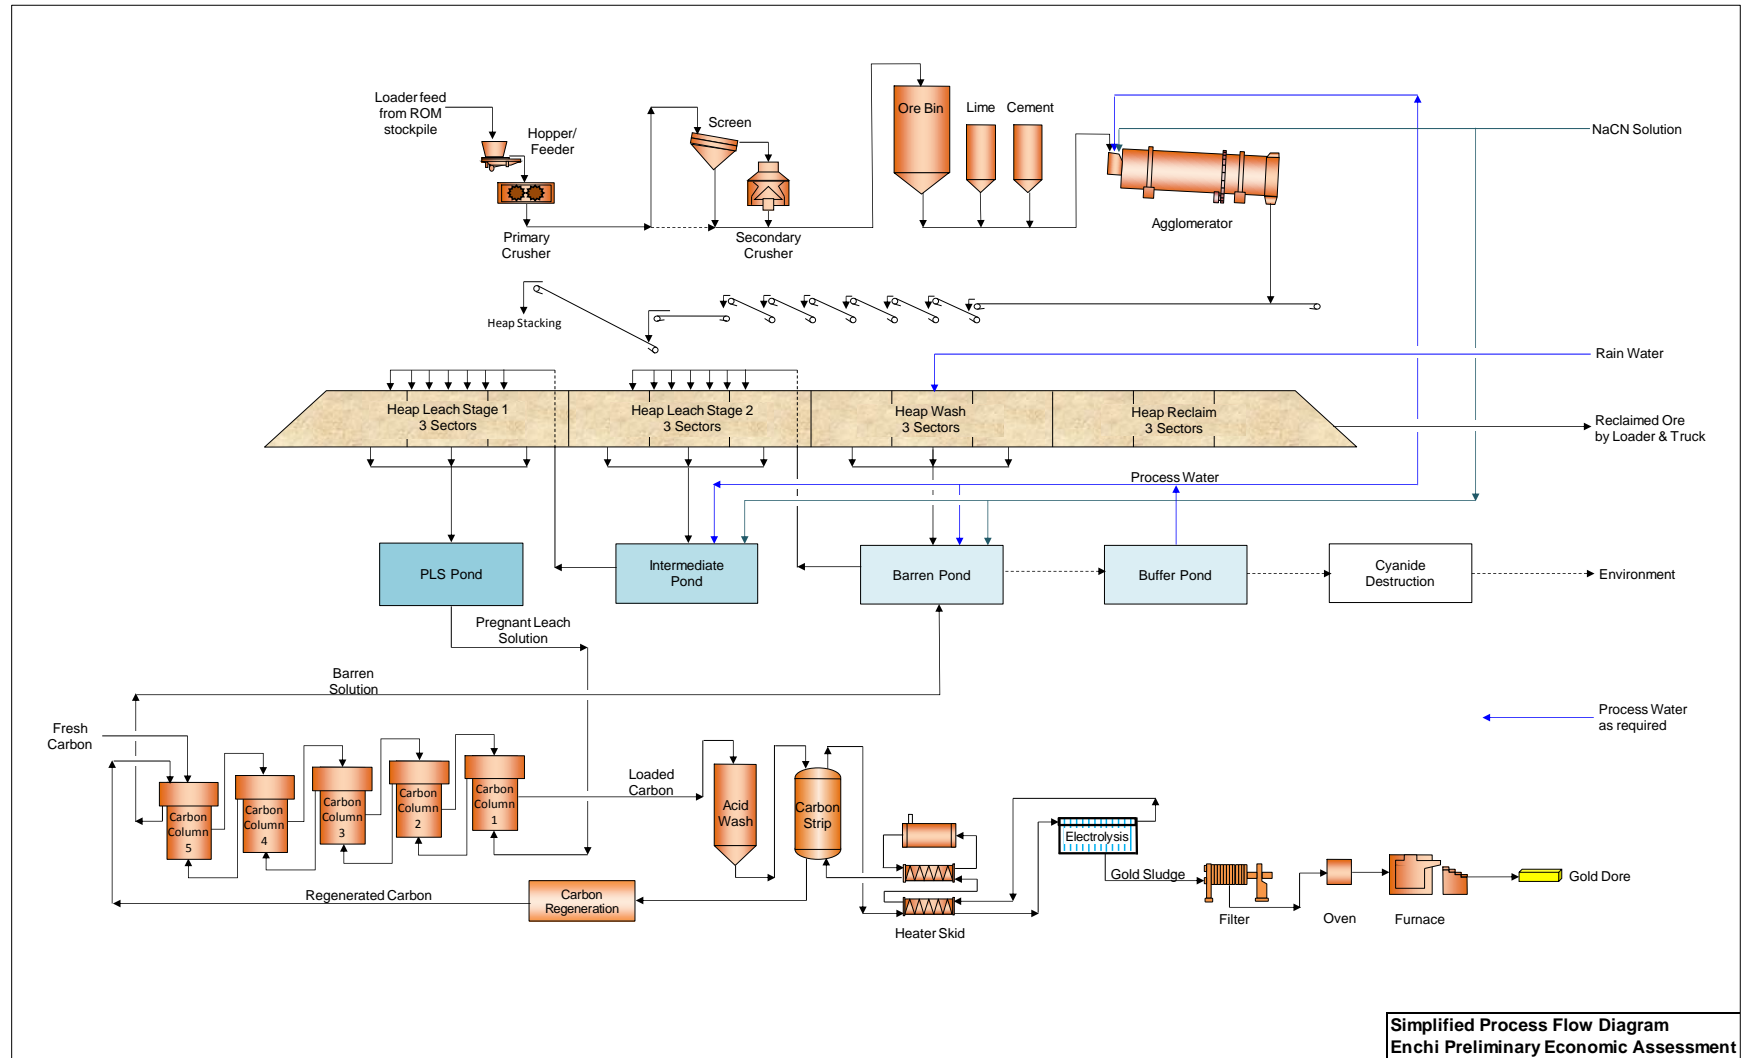 Loader feed
from ROM
stockpile
Hopper/
Feeder
Primary
Crusher
Screen
Secondary
Crusher
Ore Bin
Lime
Cement
Agglomerator
NaCN Solution
Heap Stacking
Rain Water
Heap Leach Stage 1
3 Sectors
Heap Leach Stage 2
3 Sectors
Heap Wash
3 Sectors
Heap Reclaim
3 Sectors
Reclaimed Ore
by Loader & Truck
Process Water
PLS Pond
Intermediate
Pond
Barren Pond
Buffer Pond
Cyanide
Destruction
Environment
Pregnant Leach
Solution
Barren
Solution
Fresh
Carbon
Process Water
as required
Carbon
Column
5
Carbon
Column
4
Carbon
Column
3
Carbon
Column
2
Carbon
Column
1
Loaded
Carbon
Acid
Wash
Carbon
Strip
Electrolysis
Gold Sludge
Gold Dore
Regenerated Carbon
Carbon
Regeneration
Heater Skid
Filter
Oven
Furnace
Simplified Process Flow Diagram
Enchi Preliminary Economic Assessment